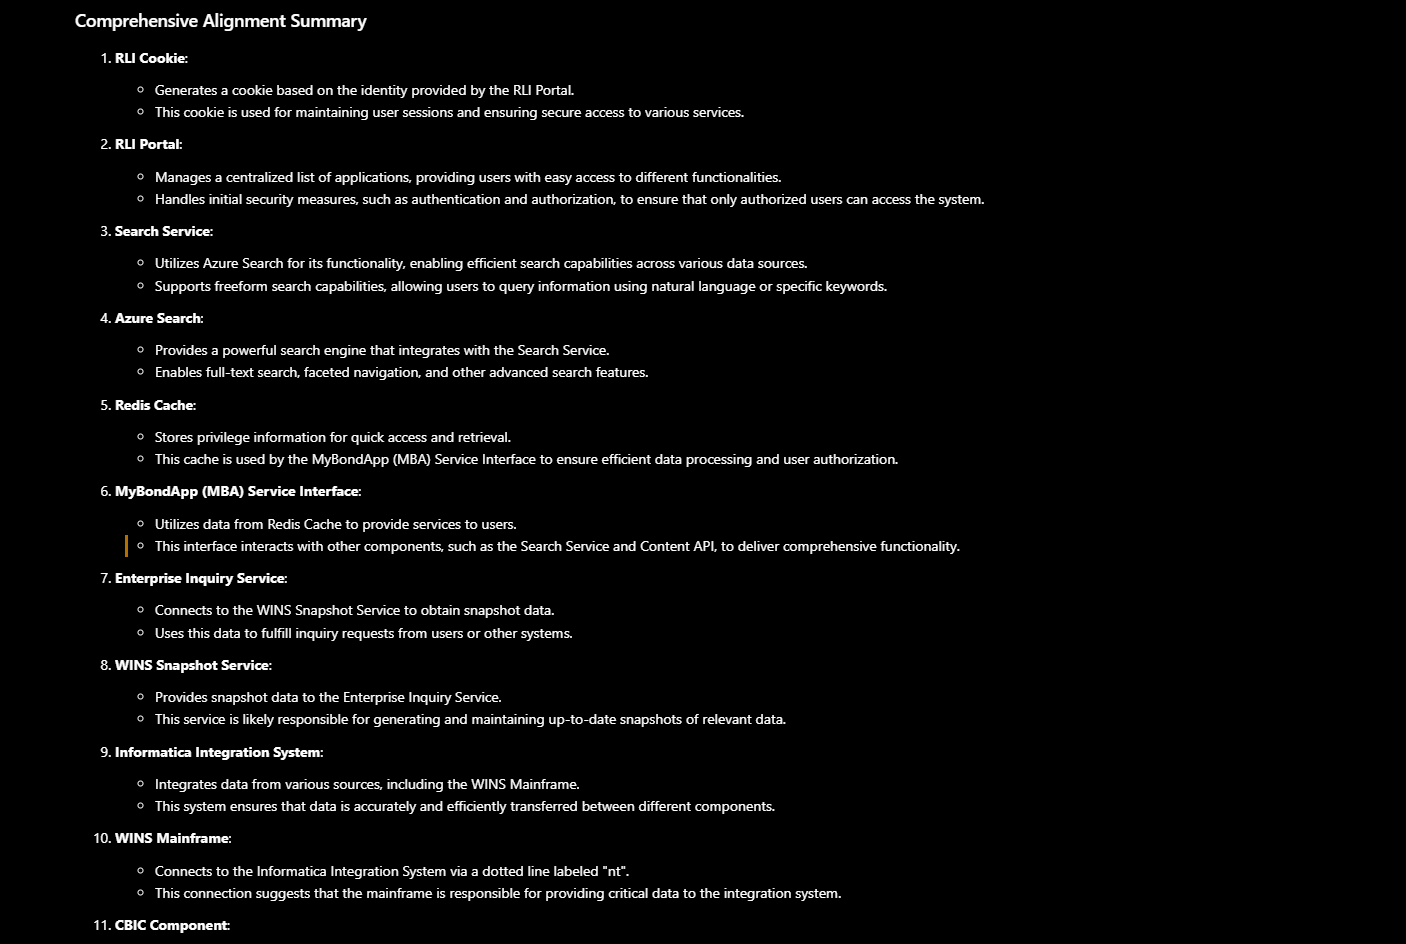 Comprehensive Alignment Summary
1. RLI Cookie:
Generates a cookie based on the identity provided by the RLI Portal.
This cookie is used for maintaining user sessions and ensuring secure access to various services.
2. RLI Portal:
Manages a centralized list of applications, providing users with easy access to different functionalities.
Handles initial security measures, such as authentication and authorization, to ensure that only authorized users can access the system.
3. Search Service:
Utilizes Azure Search for its functionality, enabling efficient search capabilities across various data sources.
Supports freeform search capabilities, allowing users to query information using natural language or specific keywords.
4. Azure Search:
Provides a powerful search engine that integrates with the Search Service.
Enables full-text search, faceted navigation, and other advanced search features.
5. Redis Cache:
Stores privilege information for quick access and retrieval.
This cache is used by the MyBondApp (MBA) Service Interface to ensure efficient data processing and user authorization.
6. MyBondApp (MBA) Service Interface:
Utilizes data from Redis Cache to provide services to users.
This interface interacts with other components, such as the Search Service and Content API, to deliver comprehensive functionality.
7. Enterprise Inquiry Service:
Connects to the WINS Snapshot Service to obtain snapshot data.
Uses this data to fulfill inquiry requests from users or other systems.
8. WINS Snapshot Service:
Provides snapshot data to the Enterprise Inquiry Service.
This service is likely responsible for generating and maintaining up-to-date snapshots of relevant data.
9. Informatica Integration System:
Integrates data from various sources, including the WINS Mainframe.
This system ensures that data is accurately and efficiently transferred between different components.
10. WINS Mainframe:
Connects to the Informatica Integration System via a dotted line labeled "nt".
This connection suggests that the mainframe is responsible for providing critical data to the integration system.
11. CBIC Component: